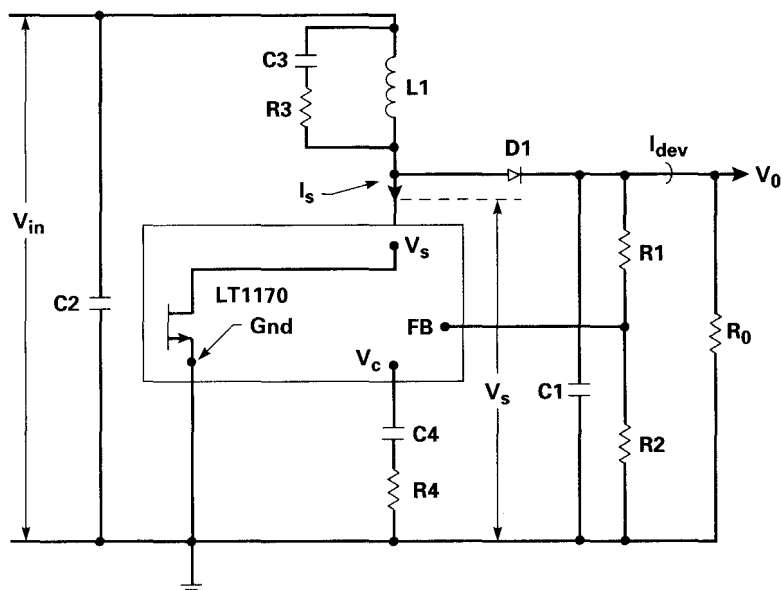 C3
R3
L1
D1
I_dev
V_0
I_s
V_in
V_s
R1
LT1170
C2
Gnd
FB
R_0
V_c
V_s
C1
C4
R2
R4